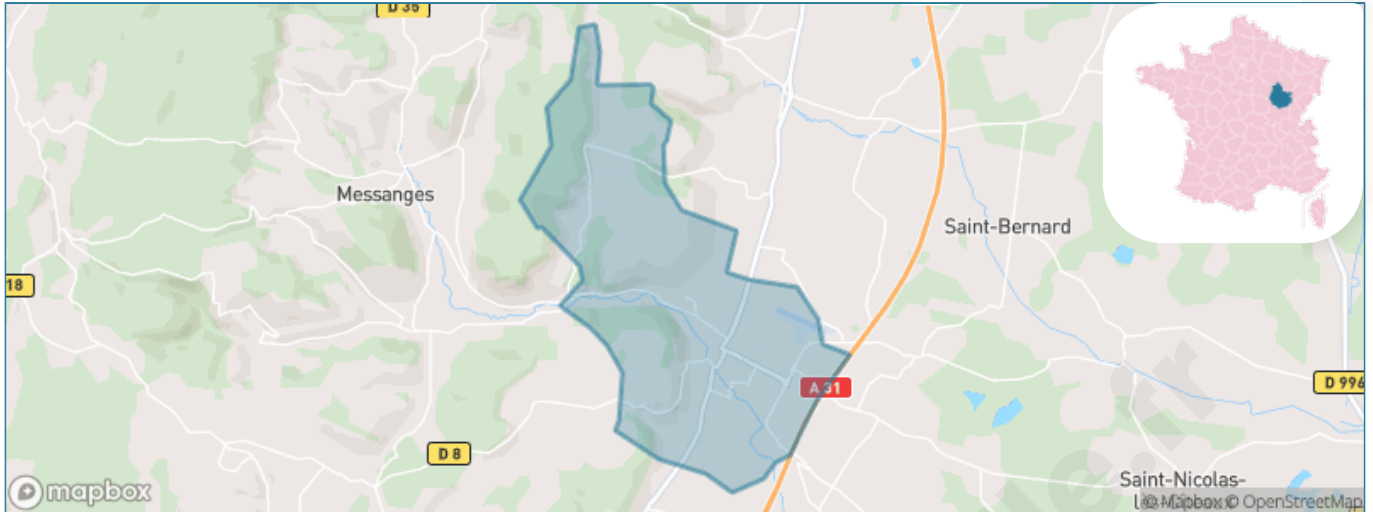 D 35
Messanges
Saint-Bernard
18
A 31
D 996
D 8
Saint-Nicolas-
mapbox
© Mapbox © OpenStreetMap